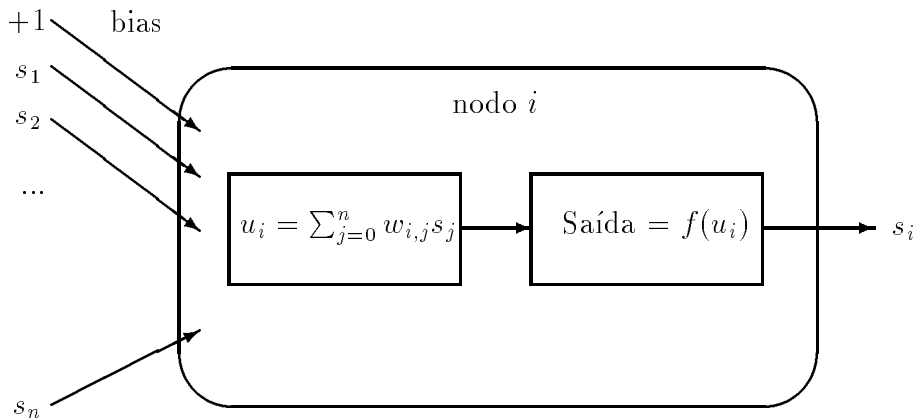 +1
bias
s₁
s₂
...
sₙ
nodo i
uᵢ = ∑ⁿⱼ₌₀ wᵢ,ⱼsⱼ
Saída = f(uᵢ)
sᵢ